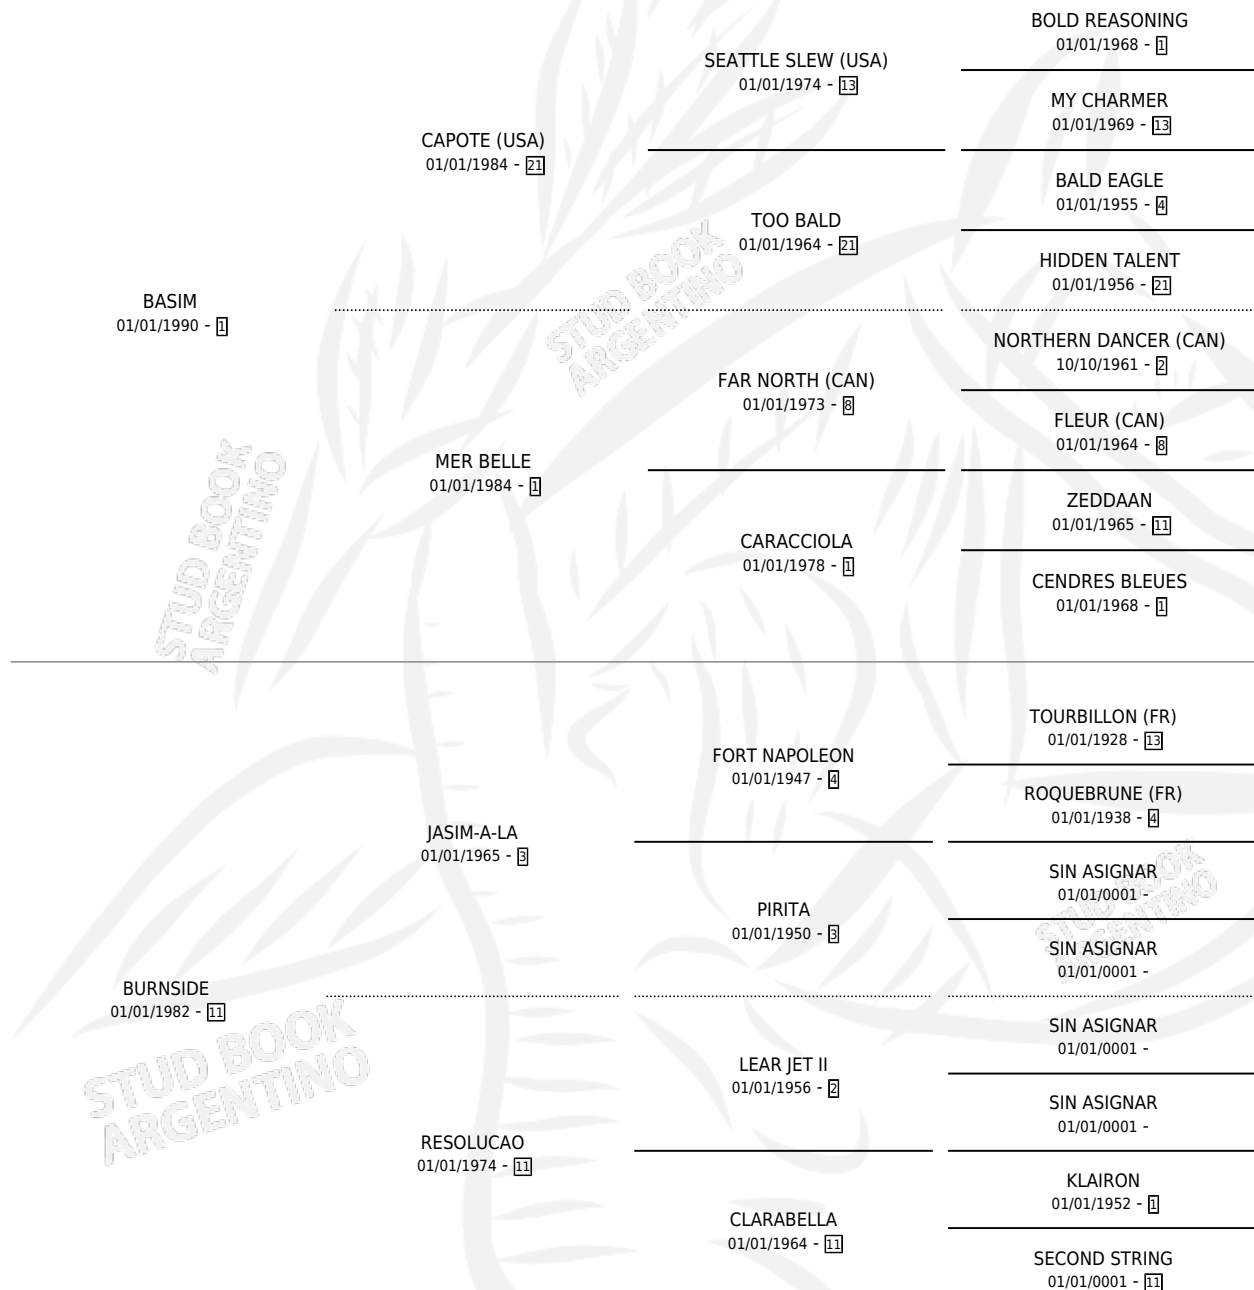 BOLD REASONING
01/01/1968 - 1
SEATTLE SLEW (USA)
01/01/1974 - 13
MY CHARMER
01/01/1969 - 13
CAPOTE (USA)
01/01/1984 - 21
BALD EAGLE
01/01/1955 - 4
TOO BALD
01/01/1964 - 21
HIDDEN TALENT
01/01/1956 - 21
BASIM
01/01/1990 - 1
NORTHERN DANCER (CAN)
10/10/1961 - 2
FAR NORTH (CAN)
01/01/1973 - 8
FLEUR (CAN)
01/01/1964 - 8
MER BELLE
01/01/1984 - 1
ZEDDAAN
01/01/1965 - 11
CARACCIOLA
01/01/1978 - 1
CENDRES BLEUES
01/01/1968 - 1
TOURBILLON (FR)
01/01/1928 - 13
FORT NAPOLEON
01/01/1947 - 4
ROQUEBRUNE (FR)
01/01/1938 - 4
JASIM-A-LA
01/01/1965 - 3
SIN ASIGNAR
01/01/0001 -
PIRITA
01/01/1950 - 3
SIN ASIGNAR
01/01/0001 -
BURNSIDE
01/01/1982 - 11
SIN ASIGNAR
01/01/0001 -
LEAR JET II
01/01/1956 - 2
SIN ASIGNAR
01/01/0001 -
RESOLUCAO
01/01/1974 - 11
KLAIRON
01/01/1952 - 1
CLARABELLA
01/01/1964 - 11
SECOND STRING
01/01/0001 - 11
STUD BOOK
ARGENTINO
STUD BOOK
ARGENTINO
STUD BOOK
ARGENTINO
STUD BOOK
ARGENTINO